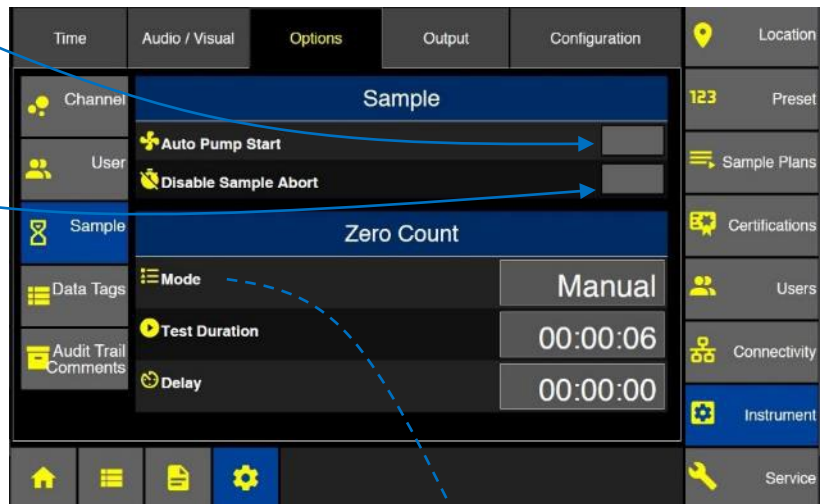 Time
Audio / Visual
Options
Output
Configuration
Location
Channel
Sample
123
Preset
Auto Pump Start
User
Sample Plans
Disable Sample Abort
Sample
Zero Count
Certifications
Data Tags
Mode
Manual
Users
Test Duration
00:00:06
Audit Trail
Comments
Connectivity
Delay
00:00:00
Instrument
Service